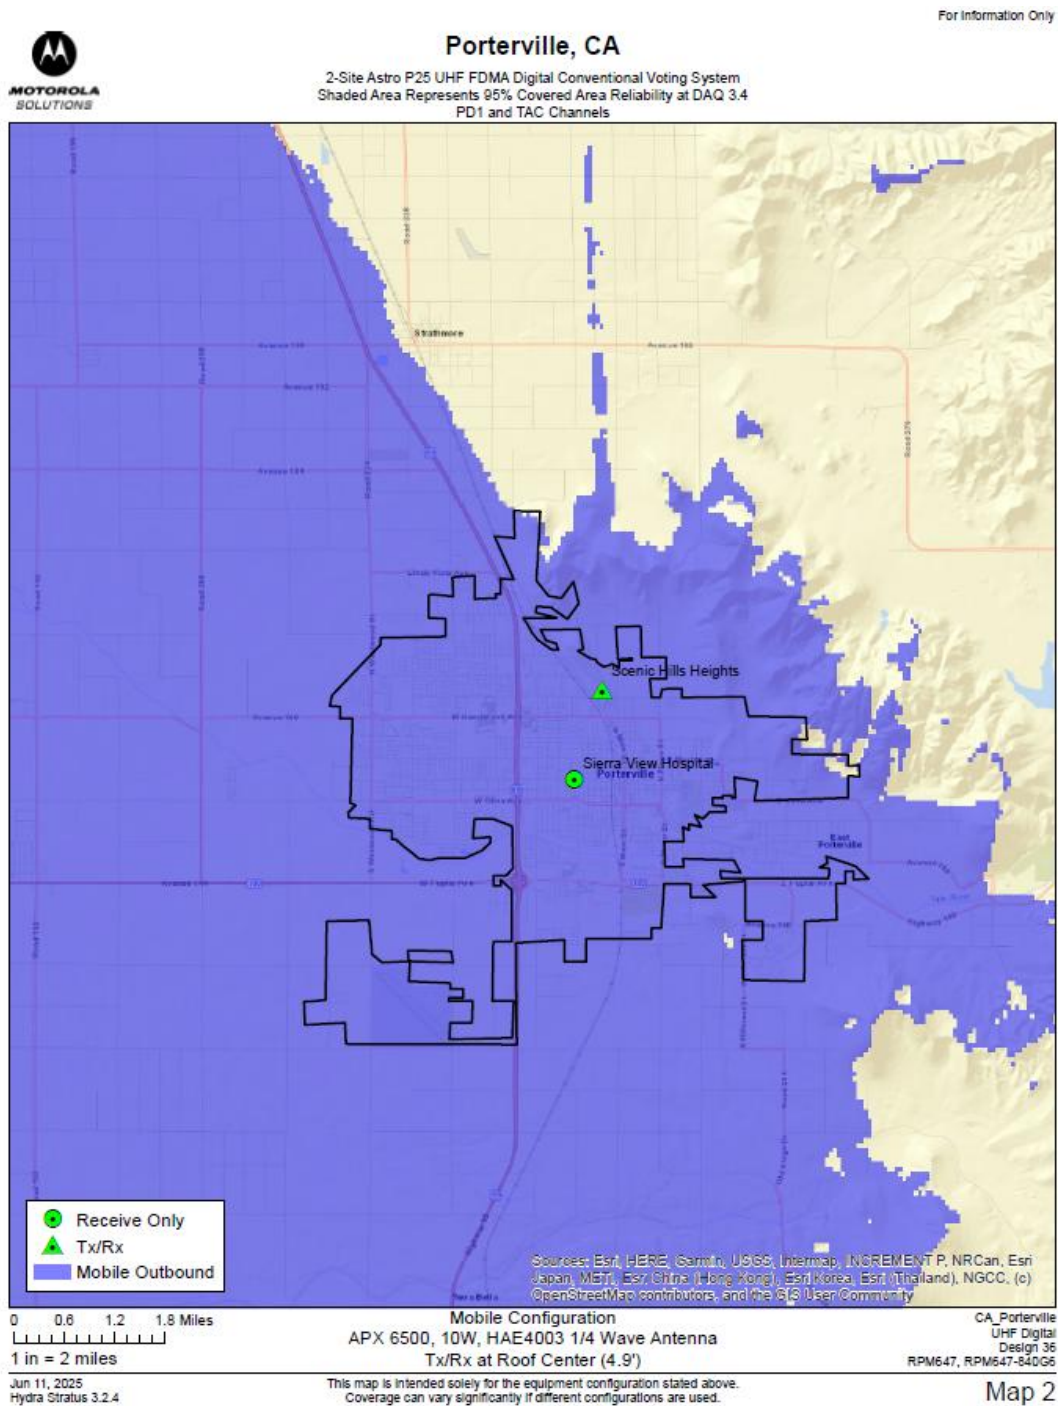 For Information Only
MOTOROLA
SOLUTIONS
Porterville, CA
2-Site Astro P25 UHF FDMA Digital Conventional Voting System
Shaded Area Represents 95% Covered Area Reliability at DAQ 3.4
PD1 and TAC Channels
Strathmore
Scenic Hills Heights
Sierra View Hospital
Porterville
East
Porterville
Receive Only
Tx/Rx
Mobile Outbound
Sources: Esri, HERE, Garmin, USGS, Intermap, INCREMENT P, NRCan, Esri
Japan, METI, Esri China (Hong Kong), Esri Korea, Esri (Thailand), NGCC, (c)
OpenStreetMap contributors, and the GIS User Community
0 0.6 1.2 1.8 Miles
1 in = 2 miles
Mobile Configuration
APX 6500, 10W, HAE4003 1/4 Wave Antenna
Tx/Rx at Roof Center (4.9')
CA_Porterville
UHF Digital
Design 36
RPM647, RPM647-840G6
Jun 11, 2025
Hydra Stratus 3.2.4
This map is intended solely for the equipment configuration stated above.
Coverage can vary significantly if different configurations are used.
Map 2